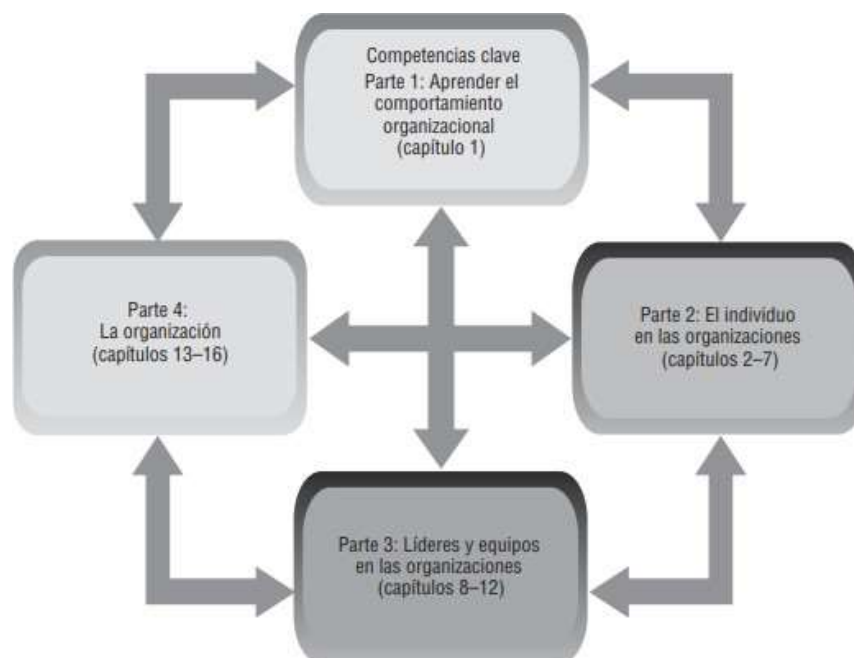 Competencias clave
Parte 1: Aprender el
comportamiento
organizacional
(capítulo 1)
Parte 4:
La organización
(capítulos 13–16)
Parte 2: El individuo
en las organizaciones
(capítulos 2–7)
Parte 3: Líderes y equipos
en las organizaciones
(capítulos 8–12)